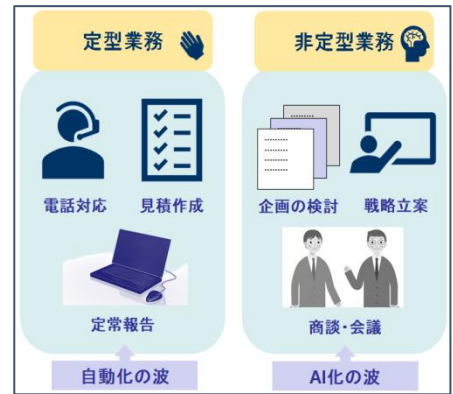 定型業務
非定型業務
電話対応
見積作成
定常報告
企画の検討
戦略立案
商談・会議
自動化の波
AI化の波